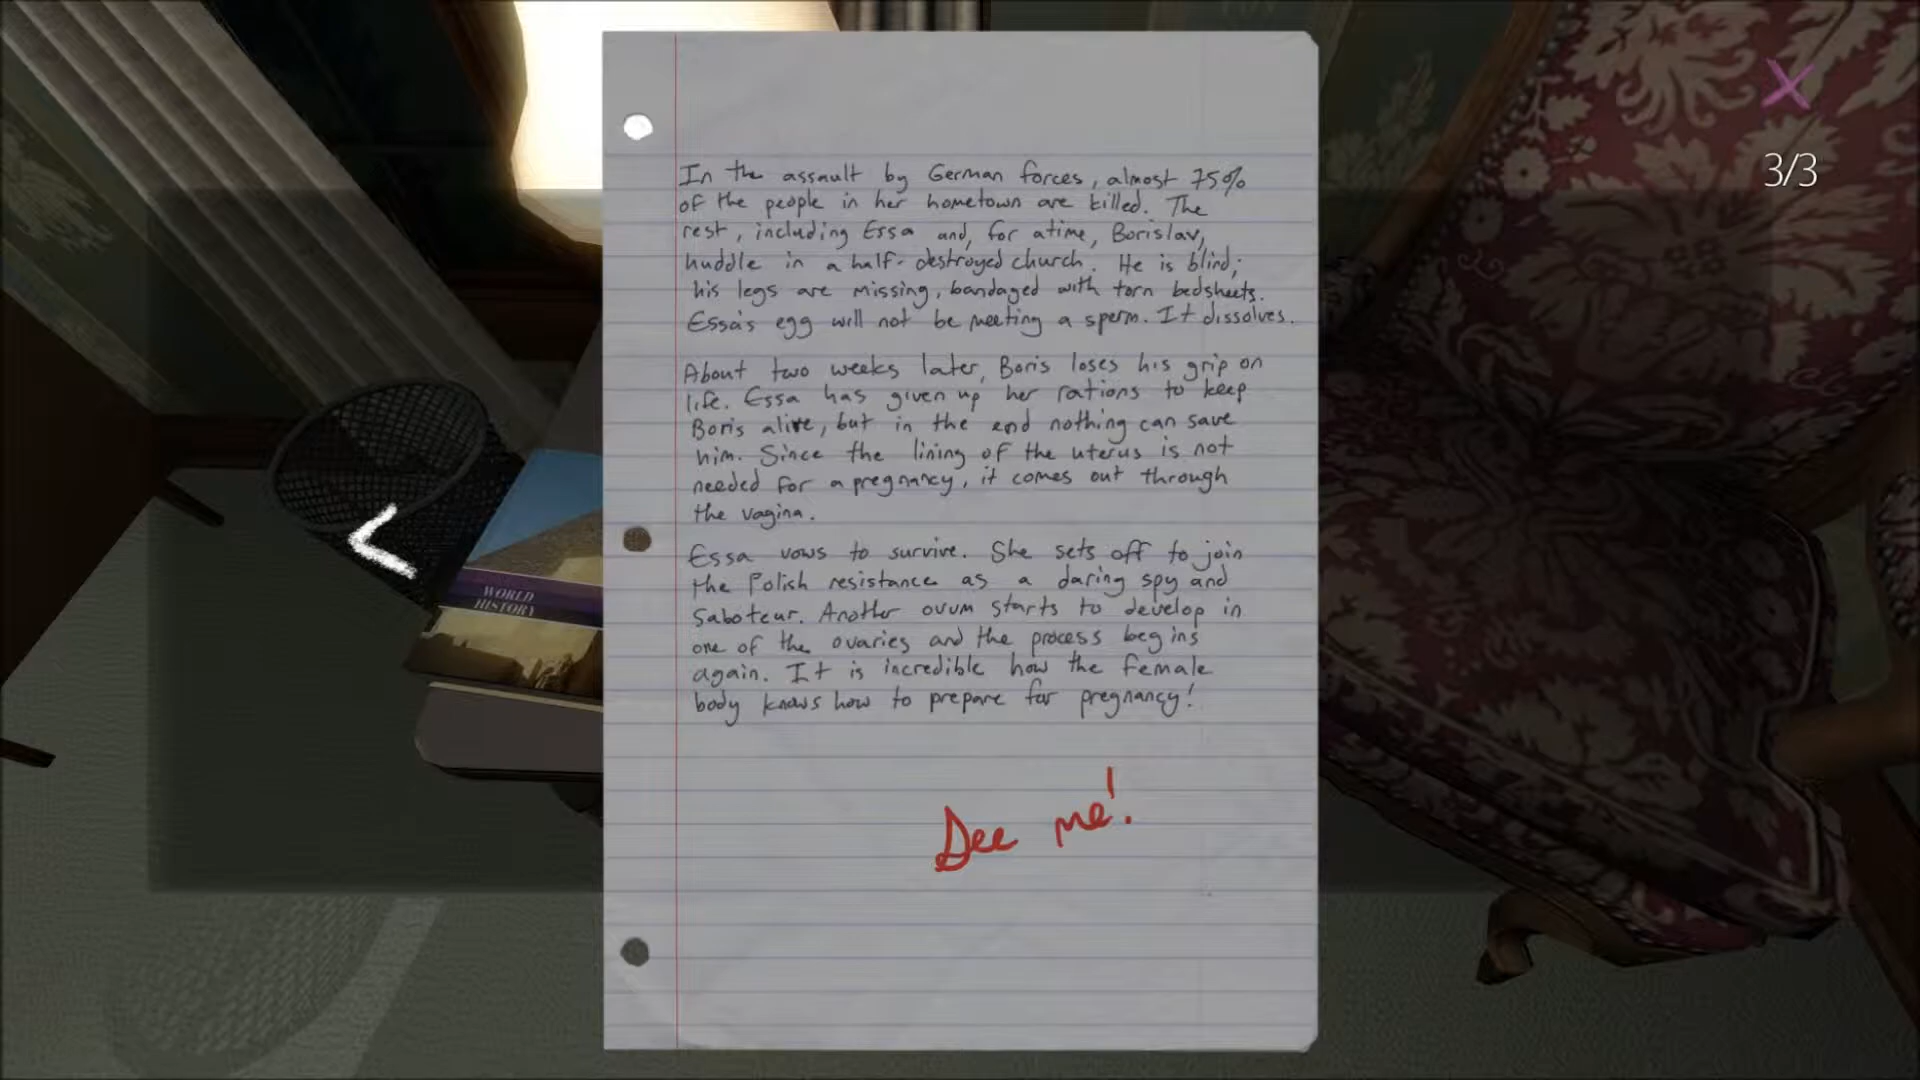 3/3
In the assault by German forces, almost 75%
of the people in her hometown are killed. The
rest, including Essa and, for atime, Borislav,
huddle in a half-destroyed church. He is blind;
his legs are missing, bandaged with torn bedsheets.
Essa's egg will not be meeting a sperm. It dissolves.
About two weeks later, Boris loses his grip on
life. Essa has given up her rations to keep
Boris alive, but in the end nothing can save
him. Since the lining of the uterus is not
needed for a pregnancy, it comes out through
the vagina.
Essa vows to survive. She sets off to join
the Polish resistance as a daring spy and
saboteur. Another ovum starts to develop in
one of the ovaries and the process begins
again. It is incredible how the female
body knows how to prepare for pregnancy!
See me!
WORLD
HISTORY